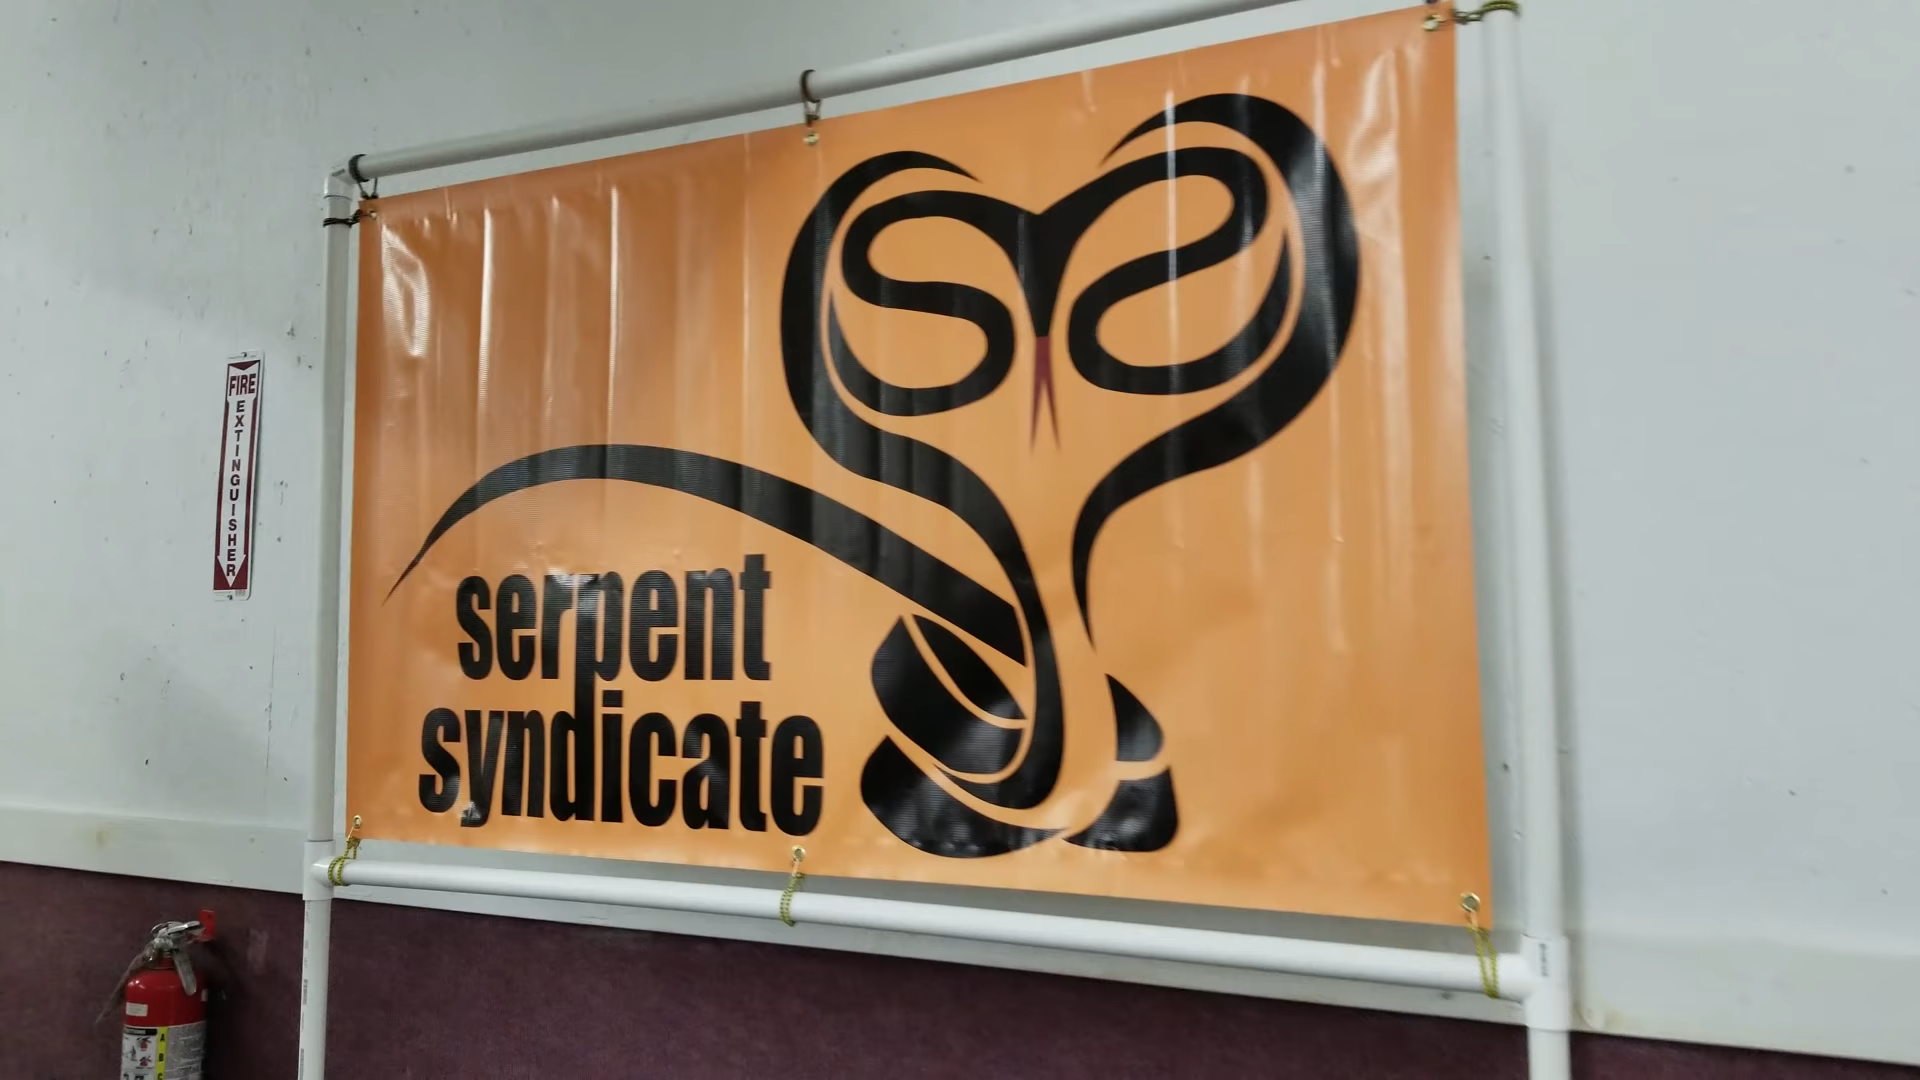 FIRE
EXTINGUISHER
serpent
syndicate
A
B
C